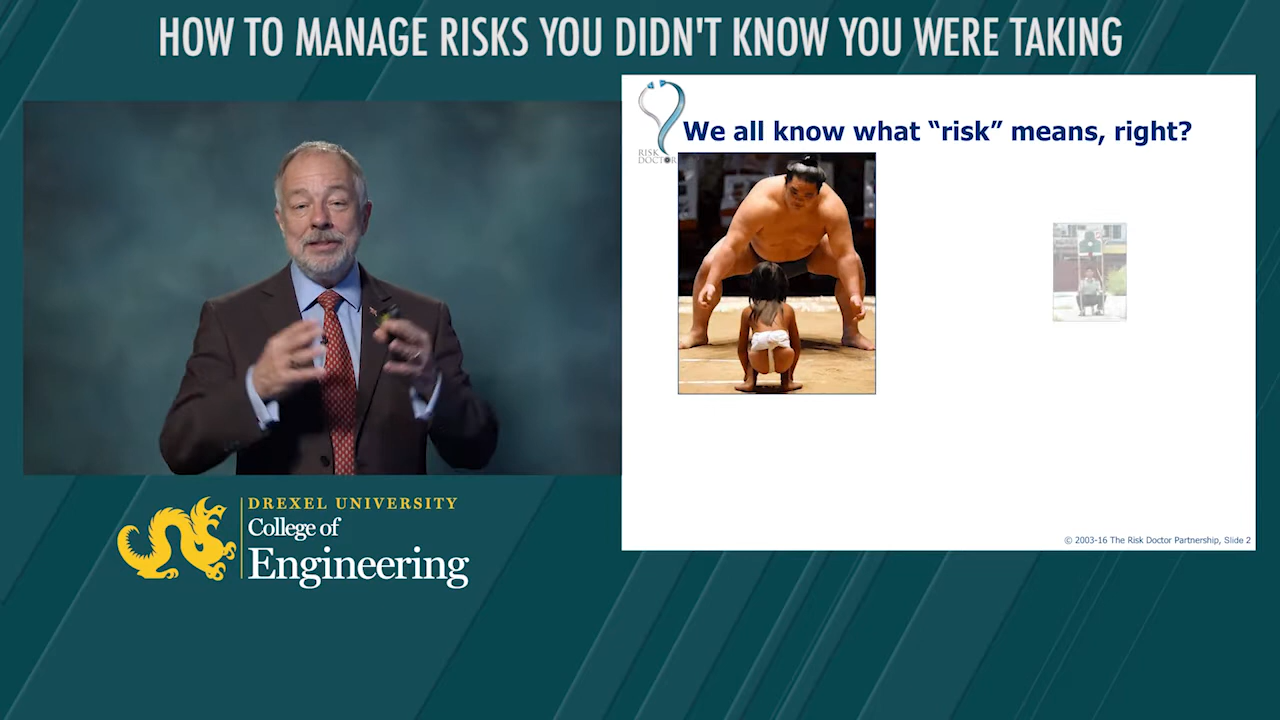 HOW TO MANAGE RISKS YOU DIDN'T KNOW YOU WERE TAKING
RISK
DOCTOR
We all know what “risk” means, right?
DREXEL UNIVERSITY
College of
Engineering
© 2003-16 The Risk Doctor Partnership, Slide 2